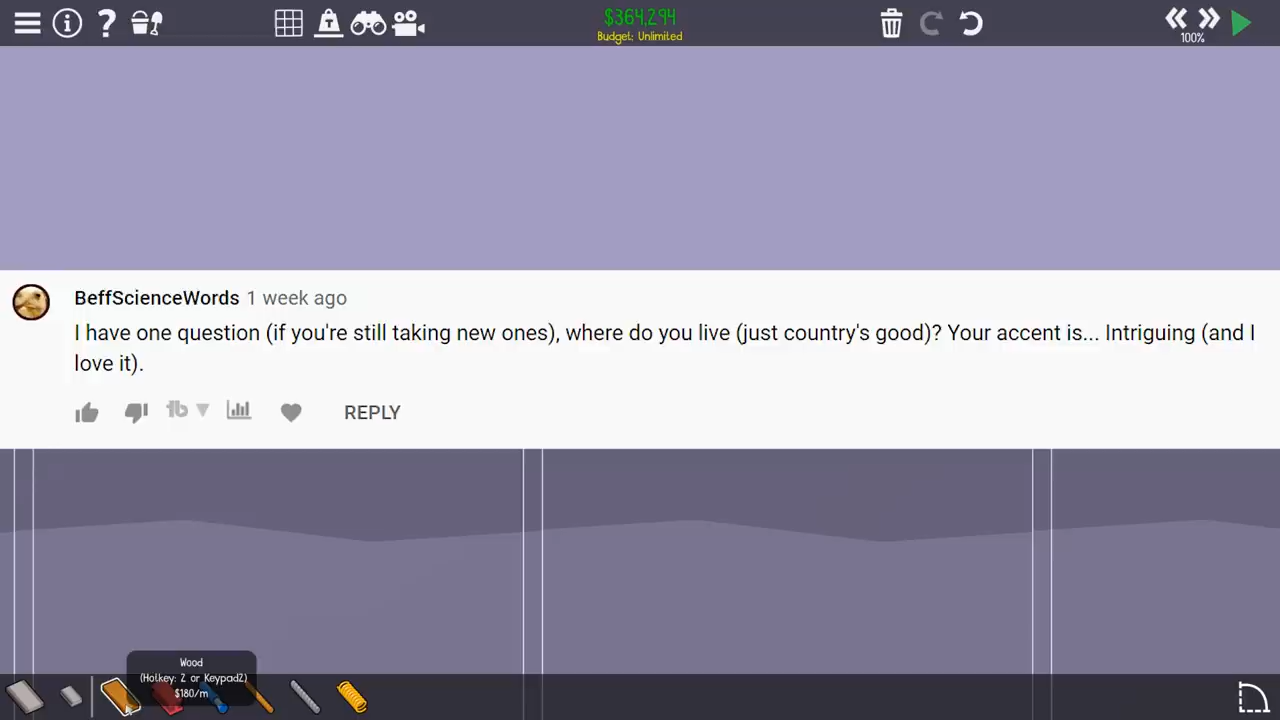 $364,294
Budget: Unlimited
100%
BeffScienceWords 1 week ago
I have one question (if you're still taking new ones), where do you live (just country's good)? Your accent is... Intriguing (and I
love it).
REPLY
Wood
(Hotkey: Z or KeypadZ)
$180/m